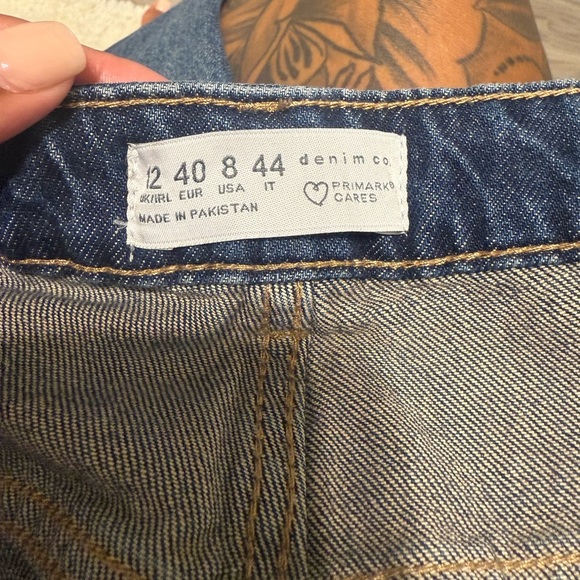 12 40 8 44 denim co.
UK/IRL EUR USA IT PRIMARK
MADE IN PAKISTAN CARES